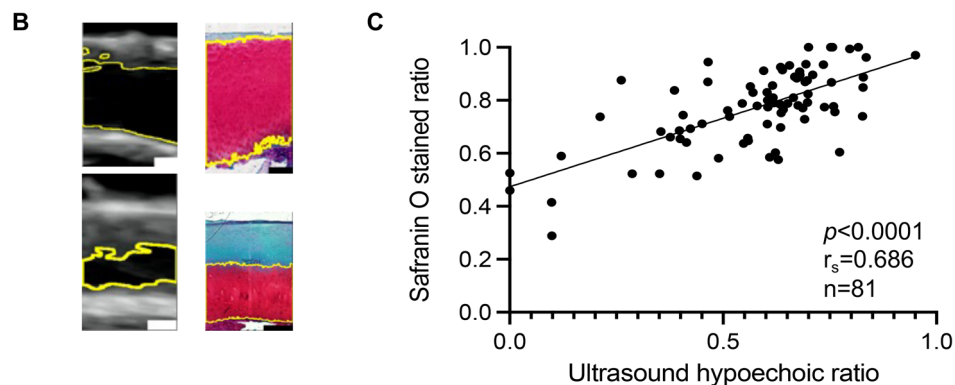 B
C
Safranin O stained ratio
1.0
0.8
0.6
0.4
0.2
0.0
p<0.0001
rs=0.686
n=81
0.0
0.5
1.0
Ultrasound hypoechoic ratio